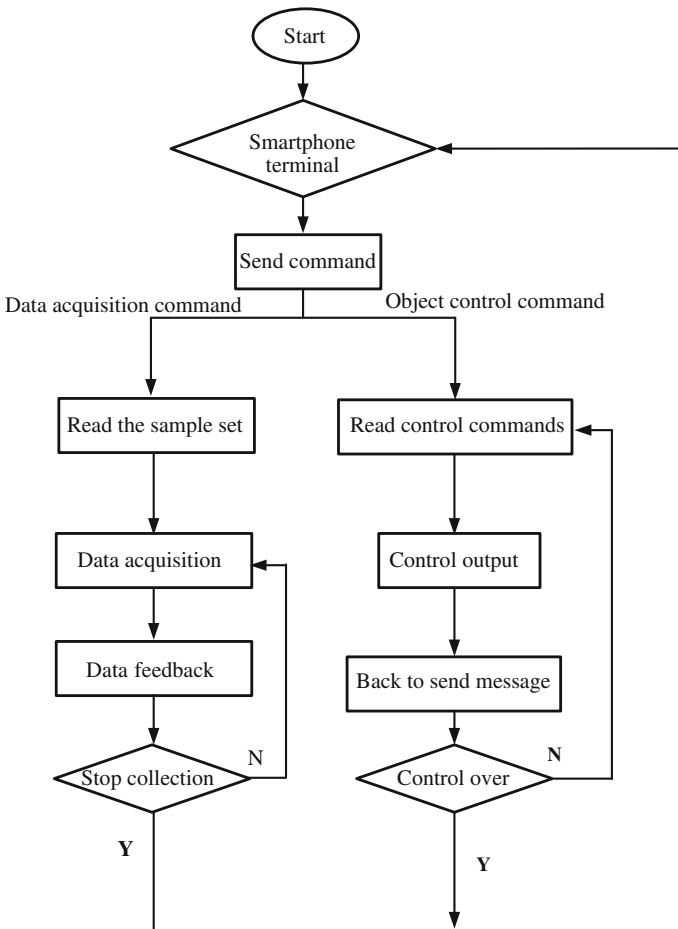 Start
Smartphone
terminal
Send command
Data acquisition command
Object control command
Read the sample set
Read control commands
Data acquisition
Control output
Data feedback
Back to send message
Stop collection
N
Control over
N
Y
Y